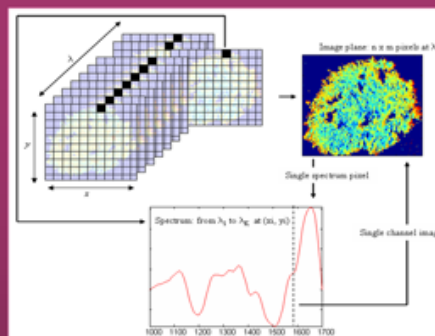 Image plane: n x m pixels at λ
λ
y
x
Single spectrum pixel
Spectrum: from λ1 to λK at (xi, yi)
Single channel imag
1000 1100 1200 1300 1400 1500 1600 1700